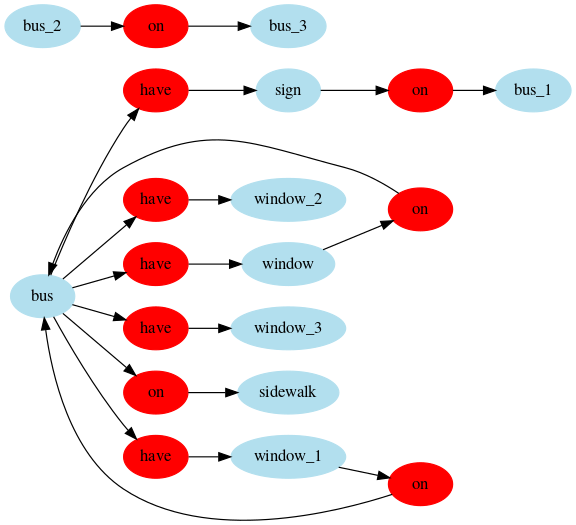 bus_2 on bus_3
have sign on bus_1
have window_2
on
have window
bus
have window_3
on sidewalk
have window_1
on